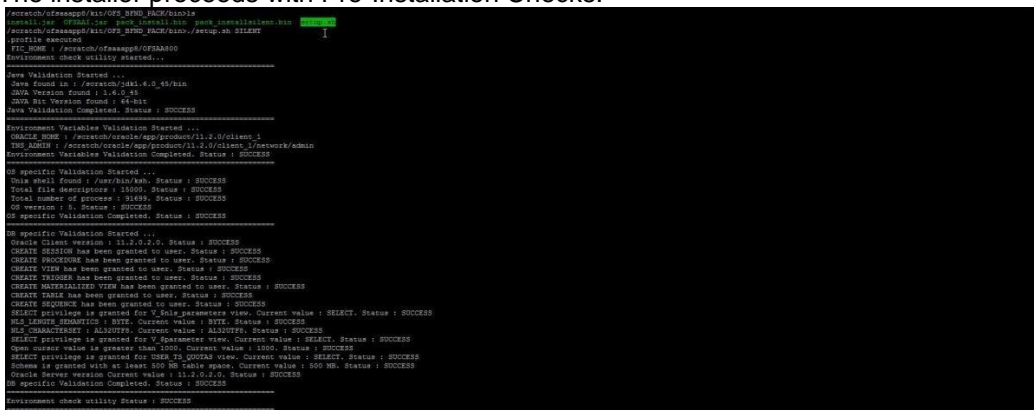 The installer proceeds with Pre-Installation Checks.
/scratch/ofsaaapp8/kit/OFS_BFND_PACK/bin>ls
install.jar OFSAAI.jar pack_install.bin pack_installsilent.bin setup.sh
/scratch/ofsaaapp8/kit/OFS_BFND_PACK/bin>./setup.sh SILENT
.profile executed
FIC_HOME : /scratch/ofsaaapp8/OFSAA800
Environment check utility started...
Java Validation Started ...
Java found in : /scratch/jdk1.6.0_45/bin
JAVA Version found : 1.6.0_45
JAVA Bit Version found : 64-bit
Java Validation Completed. Status : SUCCESS
Environment Variables Validation Started ...
ORACLE_HOME : /scratch/oracle/app/product/11.2.0/client_1
TNS_ADMIN : /scratch/oracle/app/product/11.2.0/client_1/network/admin
Environment Variables Validation Completed. Status : SUCCESS
OS specific Validation Started ...
Unix shell found : /usr/bin/ksh. Status : SUCCESS
Total file descriptors : 15000. Status : SUCCESS
Total number of process : 91699. Status : SUCCESS
OS version : 5. Status : SUCCESS
OS specific Validation Completed. Status : SUCCESS
DB specific Validation Started ...
Oracle Client version : 11.2.0.2.0. Status : SUCCESS
CREATE SESSION has been granted to user. Status : SUCCESS
CREATE PROCEDURE has been granted to user. Status : SUCCESS
CREATE VIEW has been granted to user. Status : SUCCESS
CREATE TRIGGER has been granted to user. Status : SUCCESS
CREATE MATERIALIZED VIEW has been granted to user. Status : SUCCESS
CREATE TABLE has been granted to user. Status : SUCCESS
CREATE SEQUENCE has been granted to user. Status : SUCCESS
SELECT privilege is granted for V_$nls_parameters view. Current value : SELECT. Status : SUCCESS
NLS_LENGTH_SEMANTICS : BYTE. Current value : BYTE. Status : SUCCESS
NLS_CHARACTERSET : AL32UTF8. Current value : AL32UTF8. Status : SUCCESS
SELECT privilege is granted for V_$parameter view. Current value : SELECT. Status : SUCCESS
Open cursor value is greater than 1000. Current value : 1000. Status : SUCCESS
SELECT privilege is granted for USER_TS_QUOTAS view. Current value : SELECT. Status : SUCCESS
Schema is granted with at least 500 MB table space. Current value : 500 MB. Status : SUCCESS
Oracle Server version Current value : 11.2.0.2.0. Status : SUCCESS
DB specific Validation Completed. Status : SUCCESS
Environment check utility Status : SUCCESS